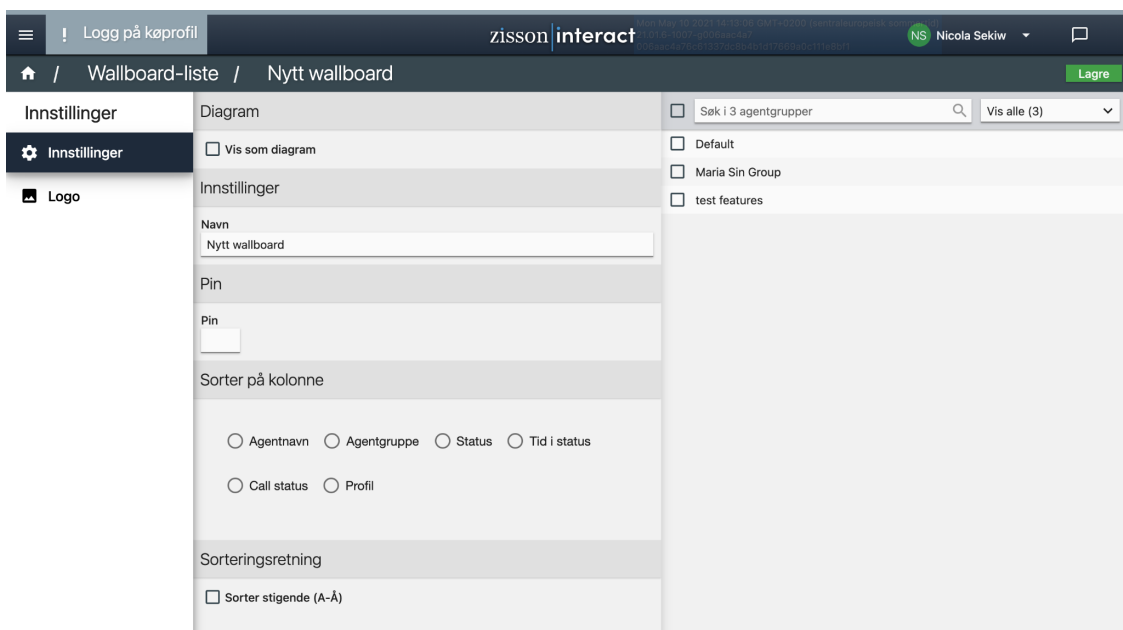 ! Logg på køprofil
zisson interact
NS Nicola Sekiw
/ Wallboard-liste / Nytt wallboard
Lagre
Innstillinger
Innstillinger
Logo
Diagram
Vis som diagram
Innstillinger
Navn
Nytt wallboard
Pin
Pin
Sorter på kolonne
Agentnavn Agentgruppe Status Tid i status
Call status Profil
Sorteringsretning
Sorter stigende (A-Å)
Søk i 3 agentgrupper
Vis alle (3)
Default
Maria Sin Group
test features